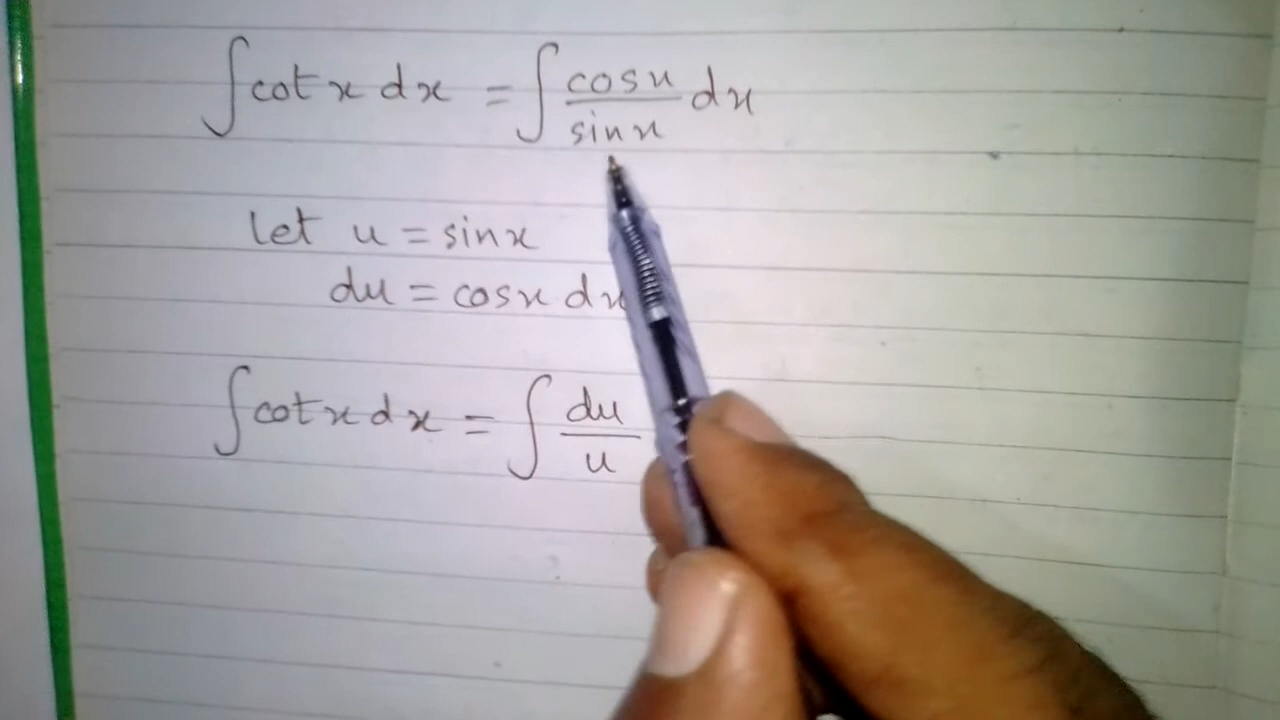 ∫cot x dx = ∫ cos x / sin x dx
let u = sin x
du = cos x dx
∫cot x dx = ∫ du / u